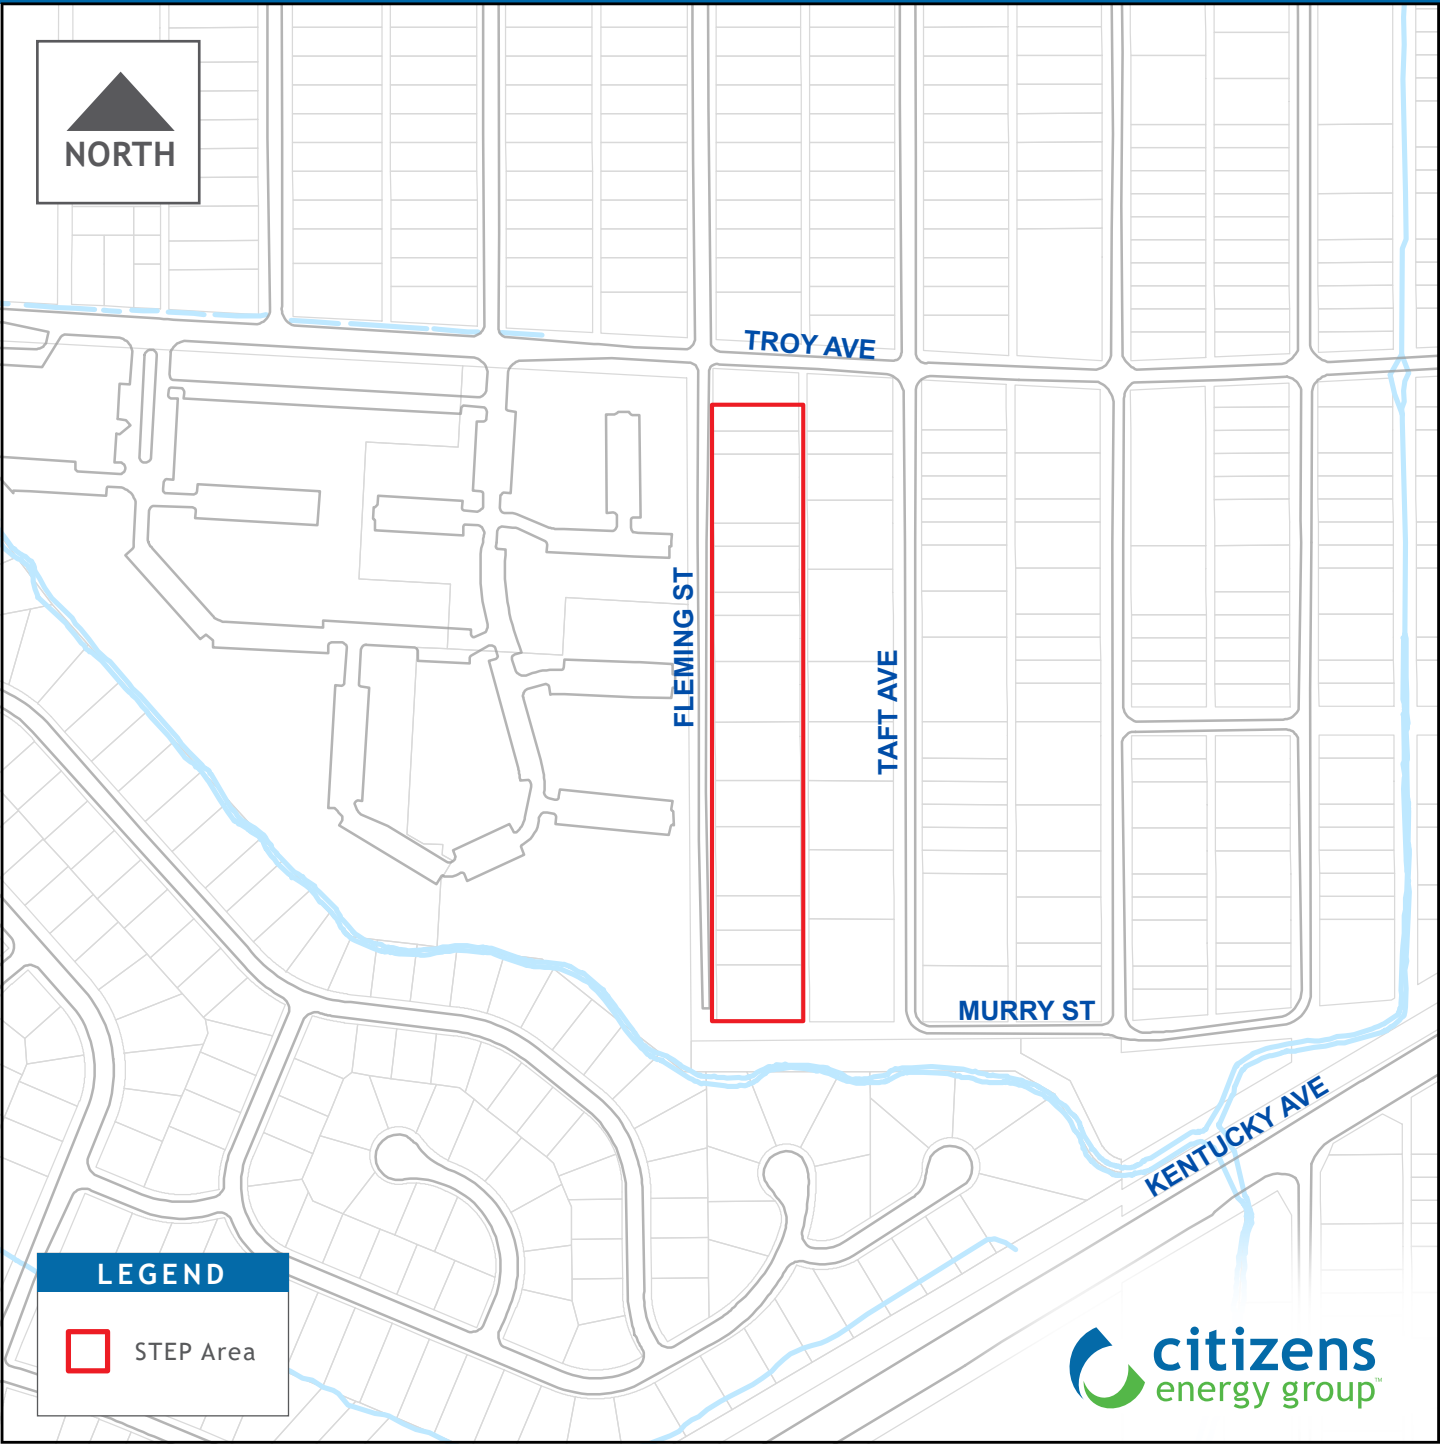 NORTH
TROY AVE
FLEMING ST
TAFT AVE
MURRY ST
KENTUCKY AVE
LEGEND
STEP Area
citizens
energy group™